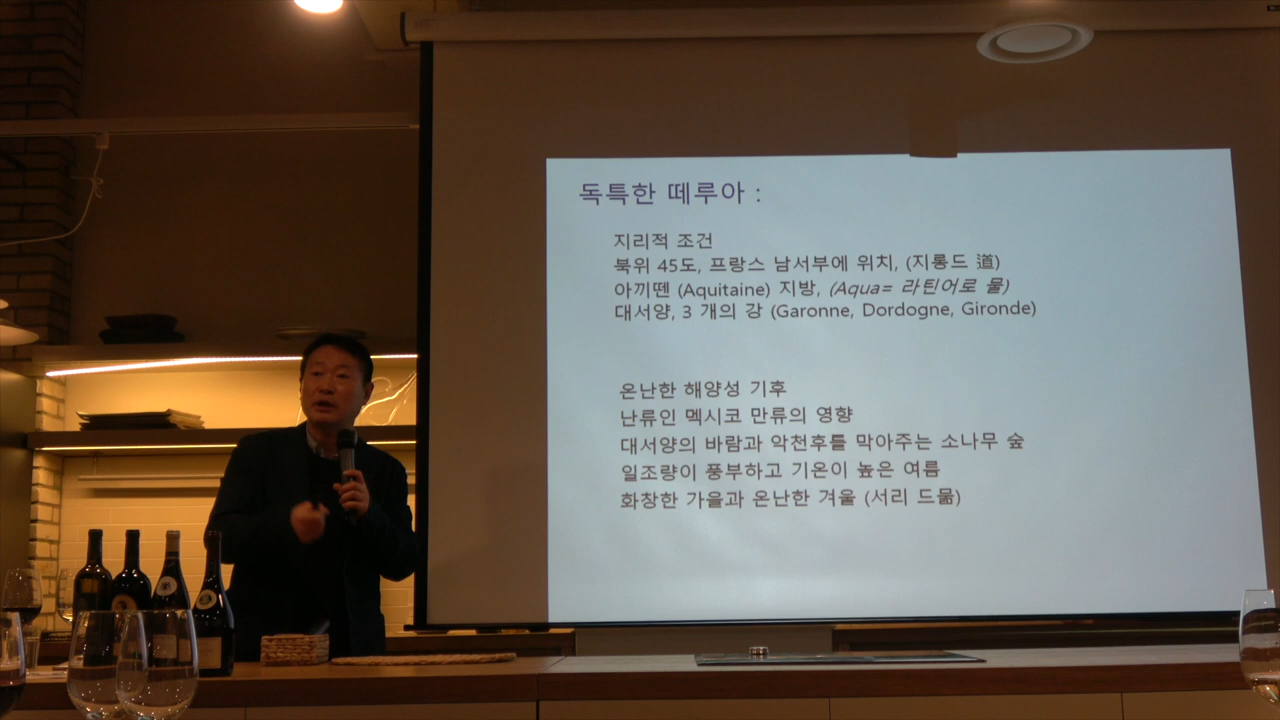 독특한 떼루아 :
지리적 조건
북위 45도, 프랑스 남서부에 위치, (지롱드 道)
아끼뗀 (Aquitaine) 지방, (Aqua= 라틴어로 물)
대서양, 3 개의 강 (Garonne, Dordogne, Gironde)
온난한 해양성 기후
난류인 멕시코 만류의 영향
대서양의 바람과 악천후를 막아주는 소나무 숲
일조량이 풍부하고 기온이 높은 여름
화창한 가을과 온난한 겨울 (서리 드묾)